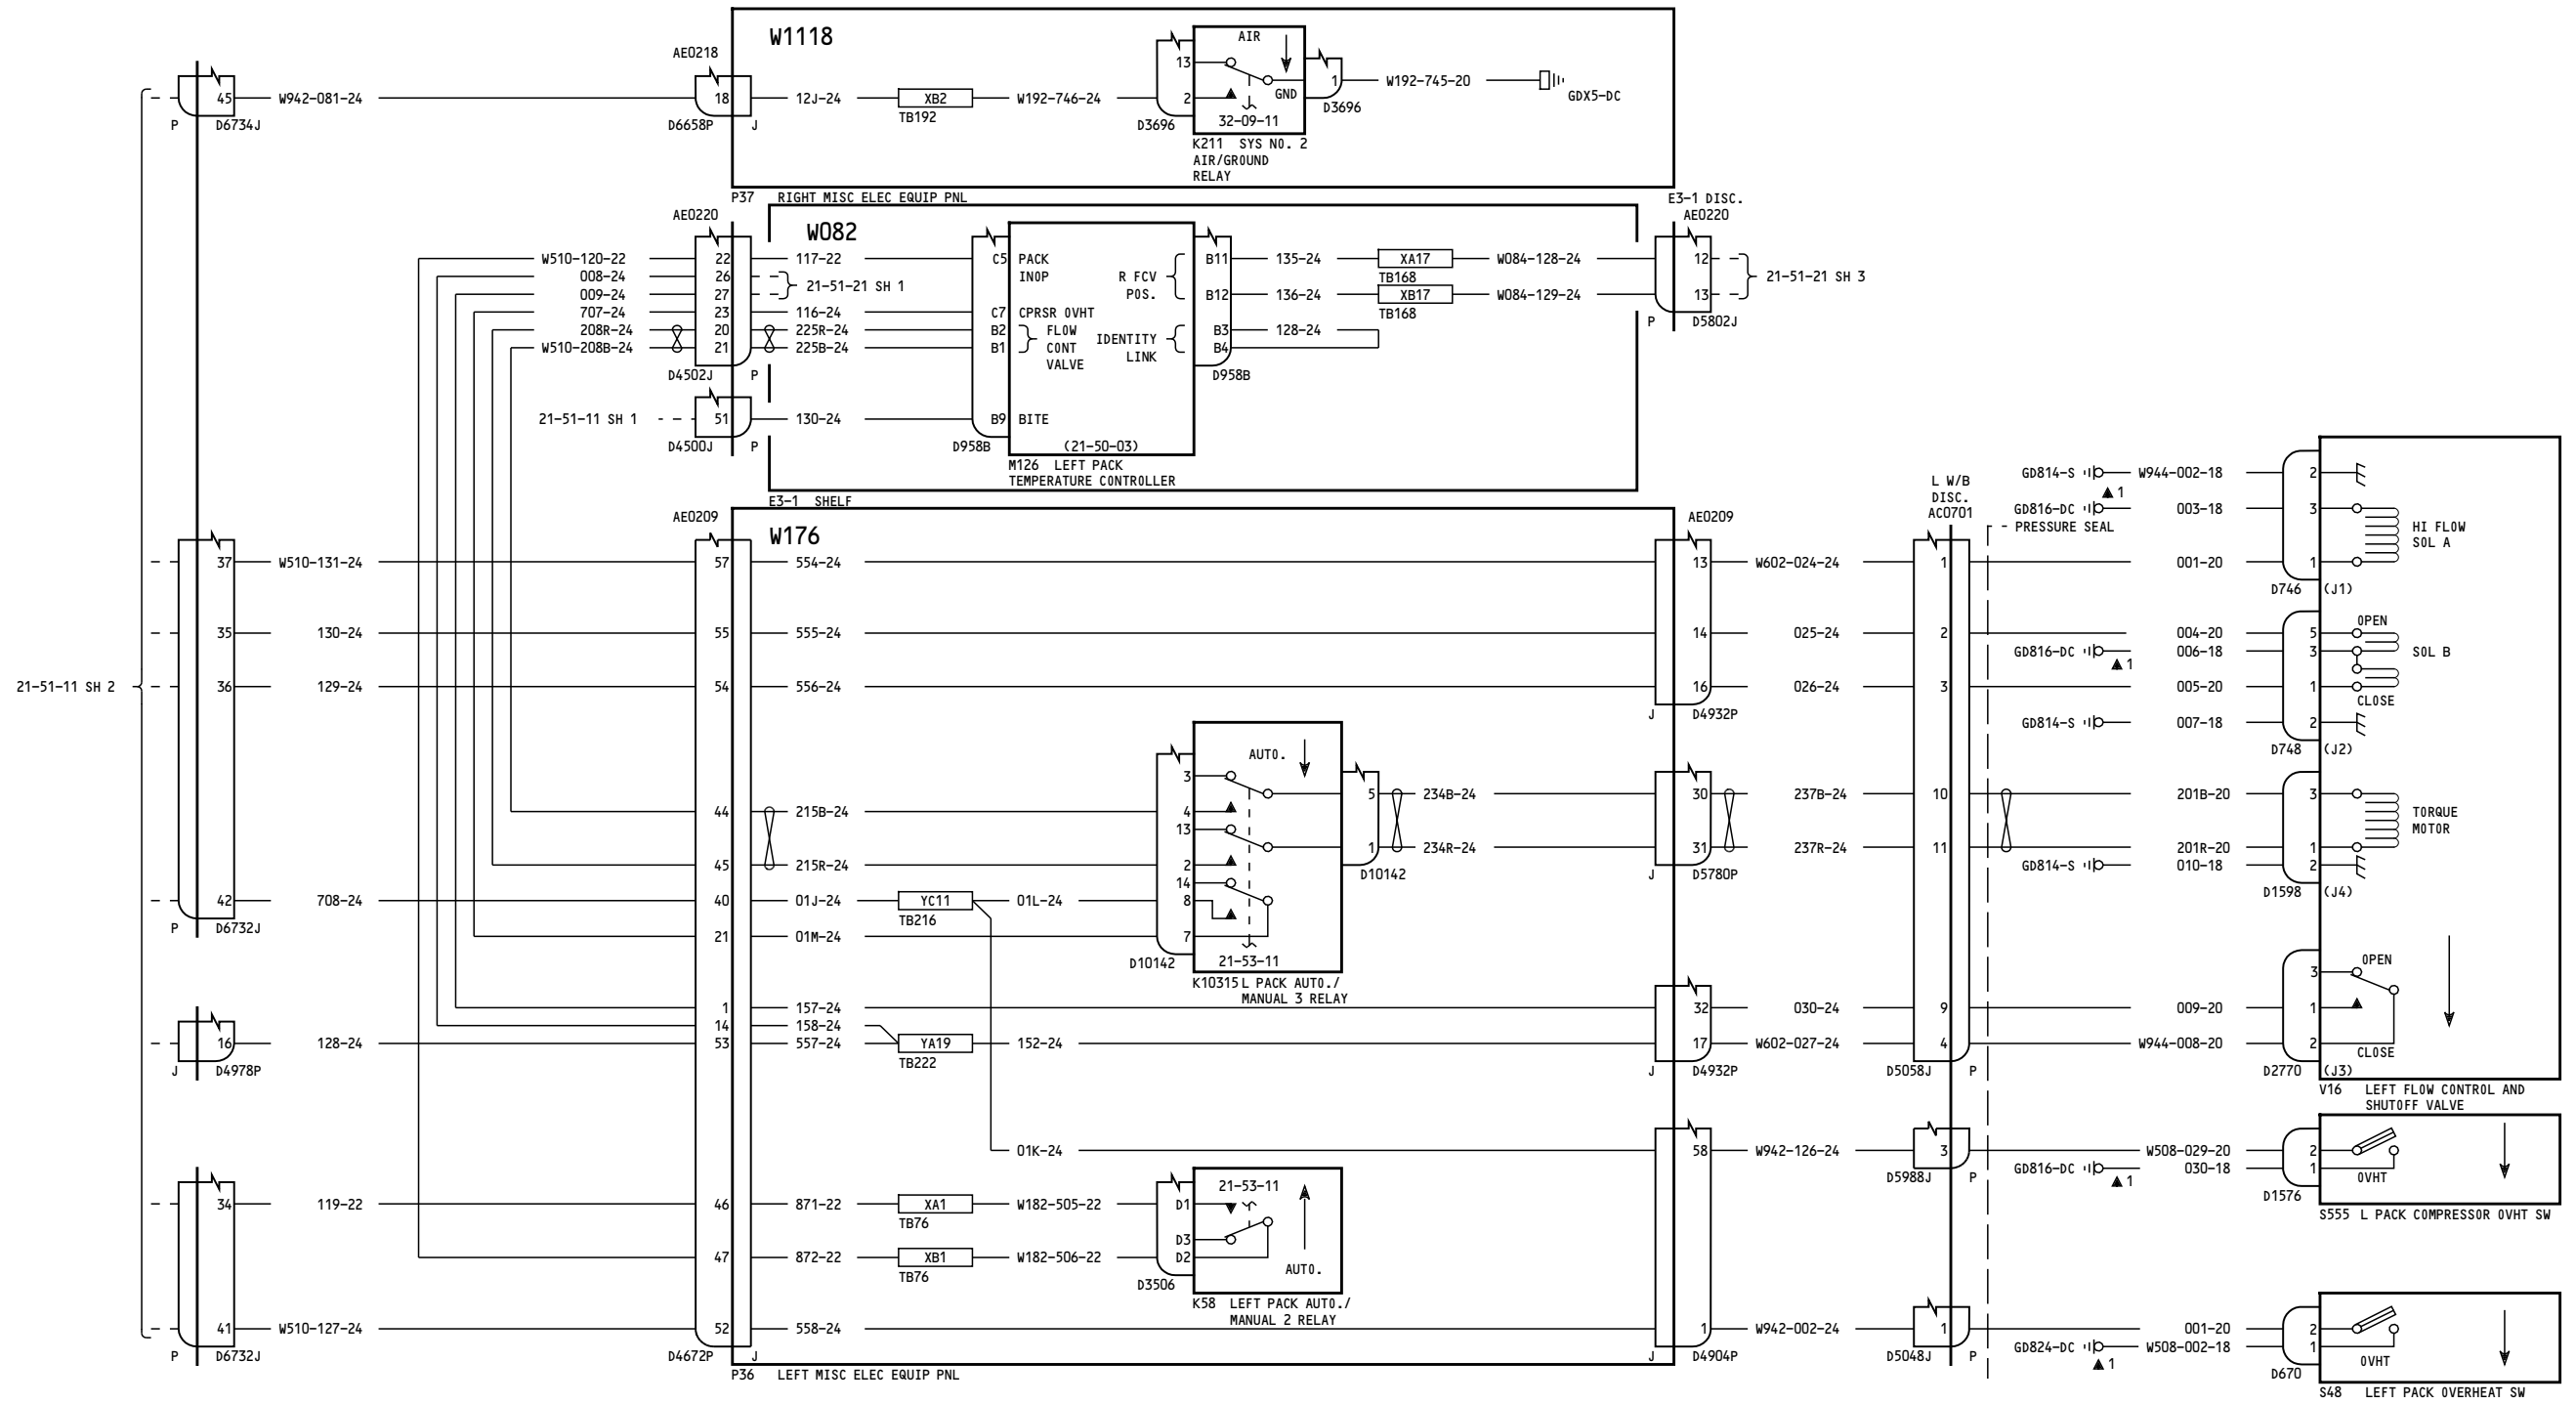 W1118
AE0218
AIR
13
2
1
GND
32-09-11
45
W942-081-24
18
12J-24
XB2
TB192
W192-746-24
W192-745-20
GDX5-DC
P
D6734J
D6658P
J
D3696
D3696
K211 SYS NO. 2
AIR/GROUND
RELAY
P37 RIGHT MISC ELEC EQUIP PNL
AE0220
W082
E3-1 DISC.
AE0220
W510-120-22
22
117-22
C5
PACK
INOP
R FCV
POS.
B11
135-24
XA17
TB168
W084-128-24
12
008-24
26
009-24
27
21-51-21 SH 1
B12
136-24
XB17
TB168
W084-129-24
13
21-51-21 SH 3
P
D5802J
707-24
23
116-24
C7
CPRSR OVHT
208R-24
20
225R-24
B2
W510-208B-24
21
225B-24
B1
FLOW
CONT
VALVE
IDENTITY
LINK
B3
B4
128-24
D958B
D4502J
P
21-51-11 SH 1
51
130-24
B9
BITE
D4500J
P
D958B
(21-50-03)
M126 LEFT PACK
TEMPERATURE CONTROLLER
E3-1 SHELF
AE0209
W176
AE0209
L W/B
DISC.
AC0701
PRESSURE SEAL
GD814-S
W944-002-18
2
1
GD816-DC
003-18
3
HI FLOW
SOL A
37
W510-131-24
57
554-24
13
W602-024-24
1
001-20
1
D746
(J1)
35
130-24
55
555-24
14
025-24
2
004-20
5
OPEN
GD816-DC
1
006-18
3
SOL B
21-51-11 SH 2
36
129-24
54
556-24
16
026-24
3
005-20
1
CLOSE
J
D4932P
GD814-S
007-18
2
D748
(J2)
AUTO.
3
4
13
2
14
8
7
5
1
234B-24
234R-24
D10142
30
31
237B-24
237R-24
10
11
201B-20
201R-20
3
1
TORQUE
MOTOR
GD814-S
010-18
2
D1598
(J4)
J
D5780P
44
215B-24
45
215R-24
42
708-24
40
01J-24
YC11
TB216
01L-24
P
D6732J
21
01M-24
D10142
21-53-11
K10315 L PACK AUTO./
MANUAL 3 RELAY
1
157-24
32
030-24
9
009-20
3
OPEN
1
14
158-24
16
128-24
53
557-24
YA19
TB222
152-24
17
W602-027-24
4
W944-008-20
2
CLOSE
J
D4978P
J
D4932P
D5058J
P
D2770
(J3)
V16 LEFT FLOW CONTROL AND
SHUTOFF VALVE
01K-24
58
W942-126-24
3
W508-029-20
2
GD816-DC
1
030-18
1
OVHT
D5988J
P
D1576
S555 L PACK COMPRESSOR OVHT SW
34
119-22
46
871-22
XA1
TB76
W182-505-22
D1
21-53-11
D3
D2
AUTO.
47
872-22
XB1
TB76
W182-506-22
D3506
K58 LEFT PACK AUTO./
MANUAL 2 RELAY
41
W510-127-24
52
558-24
1
W942-002-24
1
001-20
2
GD824-DC
1
W508-002-18
1
OVHT
P
D6732J
D4672P
J
J
D4904P
D5048J
P
D670
P36 LEFT MISC ELEC EQUIP PNL
S48 LEFT PACK OVERHEAT SW